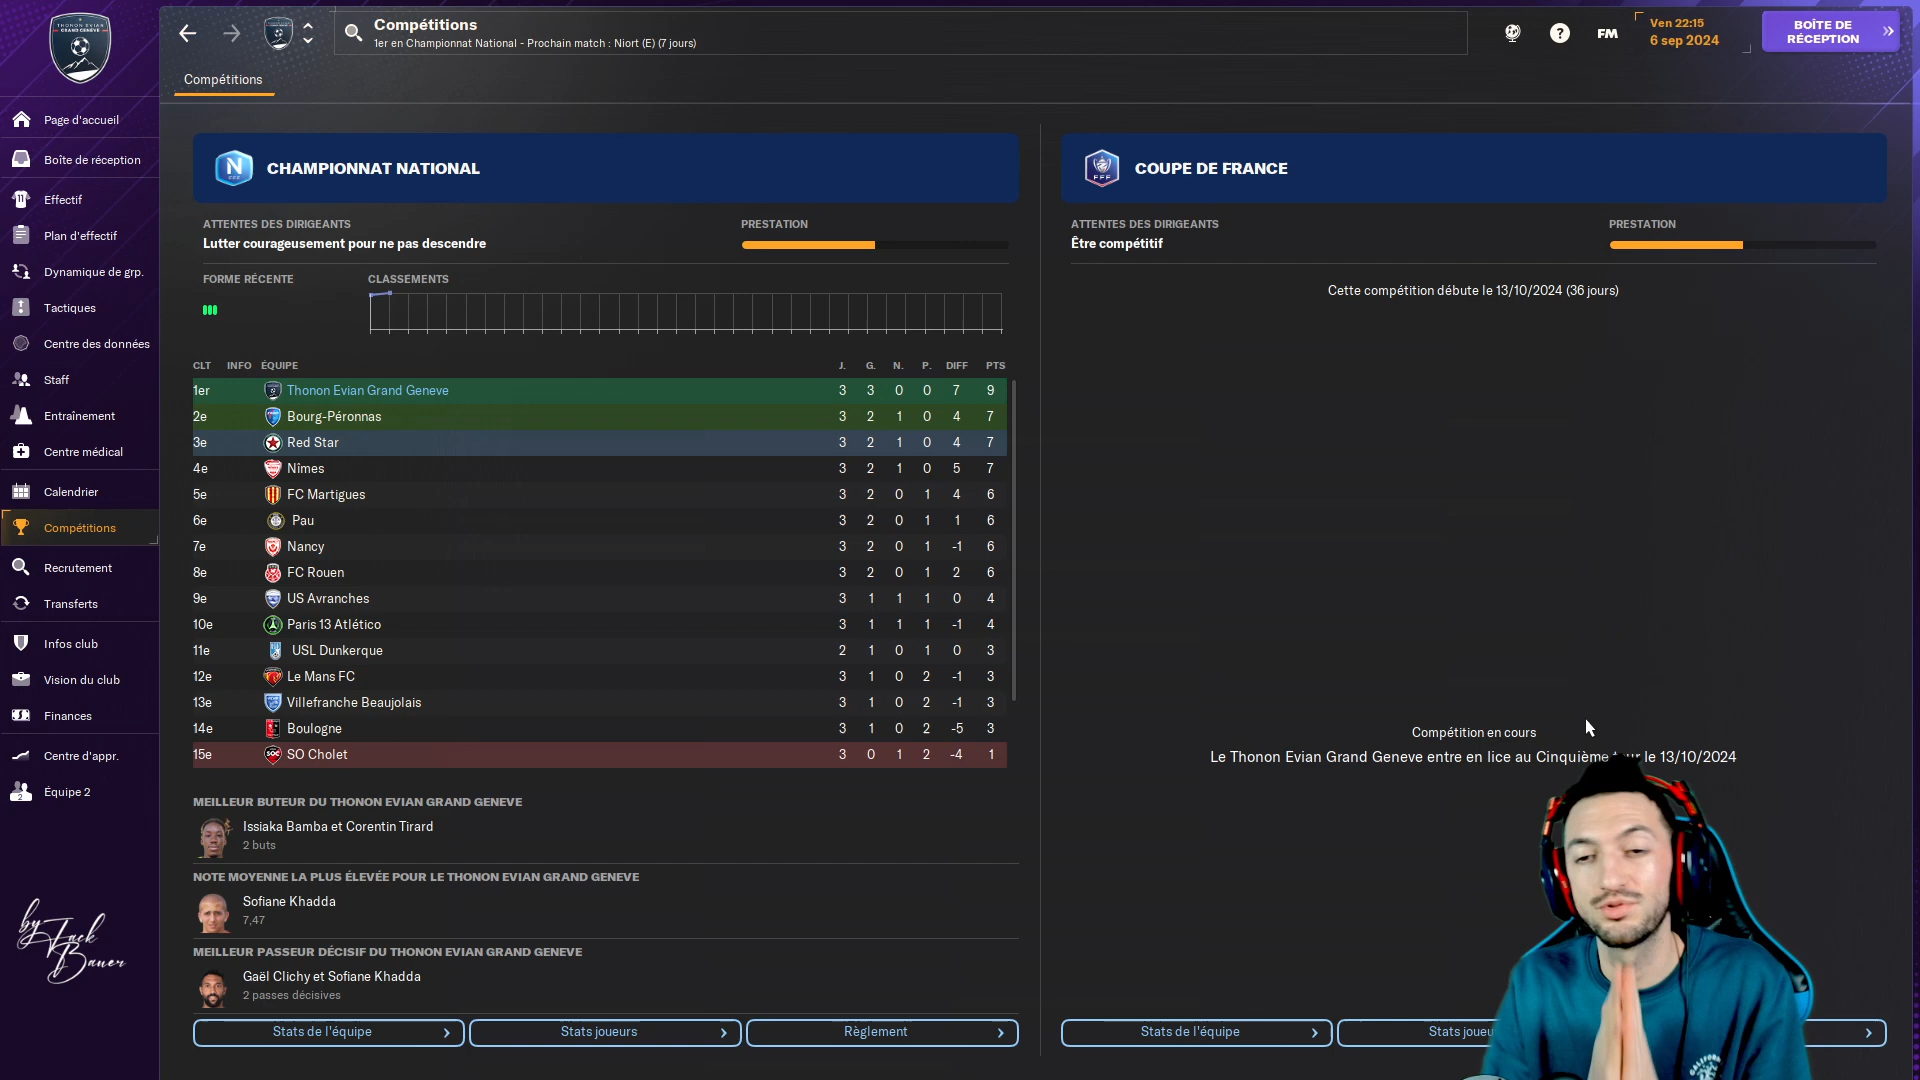 THONON EVIAN
GRAND GENÈVE
Compétitions
1er en Championnat National - Prochain match : Niort (E) (7 jours)
?
FM
Ven 22:15
6 sep 2024
BOÎTE DE
RÉCEPTION
Compétitions
Page d'accueil
Boîte de réception
Effectif
Plan d'effectif
Dynamique de grp.
Tactiques
Centre des données
Staff
Entraînement
Centre médical
Calendrier
Compétitions
Recrutement
Transferts
Infos club
Vision du club
Finances
Centre d'appr.
2
Équipe 2
by Jack
Bauer
N
FFF
CHAMPIONNAT NATIONAL
ATTENTES DES DIRIGEANTS
PRESTATION
Lutter courageusement pour ne pas descendre
FORME RÉCENTE
CLASSEMENTS
CLT INFO ÉQUIPE J. G. N. P. DIFF PTS
1er Thonon Evian Grand Geneve 3 3 0 0 7 9
2e Bourg-Péronnas 3 2 1 0 4 7
3e Red Star 3 2 1 0 4 7
4e Nîmes 3 2 1 0 5 7
5e FC Martigues 3 2 0 1 4 6
6e Pau 3 2 0 1 1 6
7e Nancy 3 2 0 1 -1 6
8e FC Rouen 3 2 0 1 2 6
9e US Avranches 3 1 1 1 0 4
10e Paris 13 Atlético 3 1 1 1 -1 4
11e USL Dunkerque 2 1 0 1 0 3
12e Le Mans FC 3 1 0 2 -1 3
13e Villefranche Beaujolais 3 1 0 2 -1 3
14e Boulogne 3 1 0 2 -5 3
15e SOC SO Cholet 3 0 1 2 -4 1
MEILLEUR BUTEUR DU THONON EVIAN GRAND GENEVE
Issiaka Bamba et Corentin Tirard
2 buts
NOTE MOYENNE LA PLUS ÉLEVÉE POUR LE THONON EVIAN GRAND GENEVE
Sofiane Khadda
7,47
MEILLEUR PASSEUR DÉCISIF DU THONON EVIAN GRAND GENEVE
Gaël Clichy et Sofiane Khadda
2 passes décisives
Stats de l'équipe
Stats joueurs
Règlement
FFF
COUPE DE FRANCE
ATTENTES DES DIRIGEANTS
PRESTATION
Être compétitif
Cette compétition débute le 13/10/2024 (36 jours)
Compétition en cours
Le Thonon Evian Grand Geneve entre en lice au Cinquième le 13/10/2024
Stats de l'équipe
Stats joueu